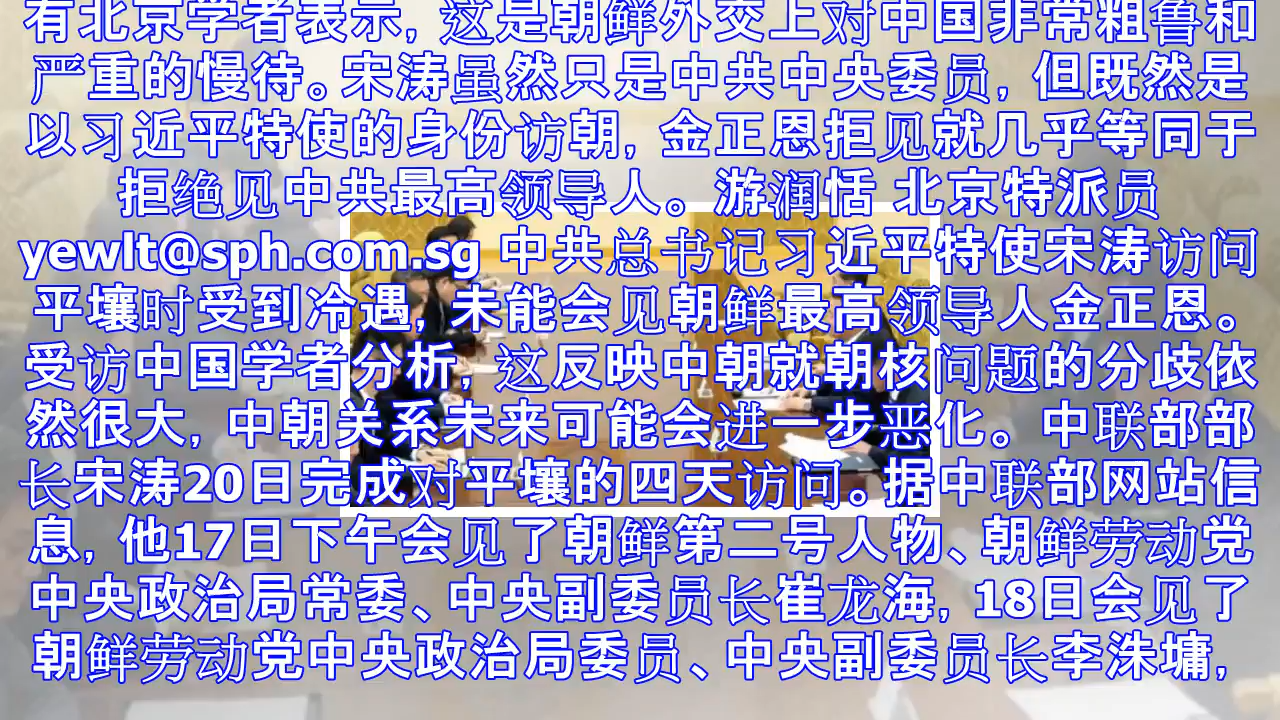 有北京学者表示, 这是朝鲜外交上对中国非常粗鲁和
严重的慢待。宋涛虽然只是中共中央委员, 但既然是
以习近平特使的身份访朝, 金正恩拒见就几乎等同于
拒绝见中共最高领导人。游润恬 北京特派员
yewlt@sph.com.sg 中共总书记习近平特使宋涛访问
平壤时受到冷遇, 未能会见朝鲜最高领导人金正恩。
受访中国学者分析, 这反映中朝就朝核问题的分歧依
然很大, 中朝关系未来可能会进一步恶化。中联部部
长宋涛20日完成对平壤的四天访问。据中联部网站信
息, 他17日下午会见了朝鲜第二号人物、朝鲜劳动党
中央政治局常委、中央副委员长崔龙海, 18日会见了
朝鲜劳动党中央政治局委员、中央副委员长李洙墉,